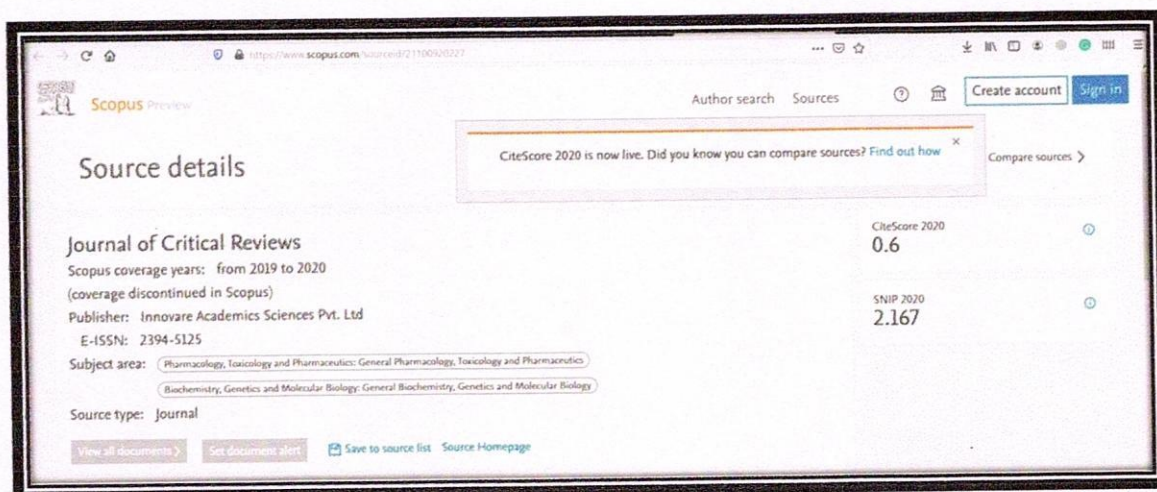 https://www.scopus.com/sourceid/21100920227
Scopus Preview
Author search Sources
Create account
Sign in
CiteScore 2020 is now live. Did you know you can compare sources? Find out how ×
Source details
Compare sources >
Journal of Critical Reviews
Scopus coverage years: from 2019 to 2020
(coverage discontinued in Scopus)
Publisher: Innovare Academics Sciences Pvt. Ltd
E-ISSN: 2394-5125
Subject area: Pharmacology, Toxicology and Pharmaceutics: General Pharmacology, Toxicology and Pharmaceutics
Biochemistry, Genetics and Molecular Biology: General Biochemistry, Genetics and Molecular Biology
Source type: Journal
CiteScore 2020
0.6
SNIP 2020
2.167
View all documents >
Set document alert
Save to source list
Source Homepage